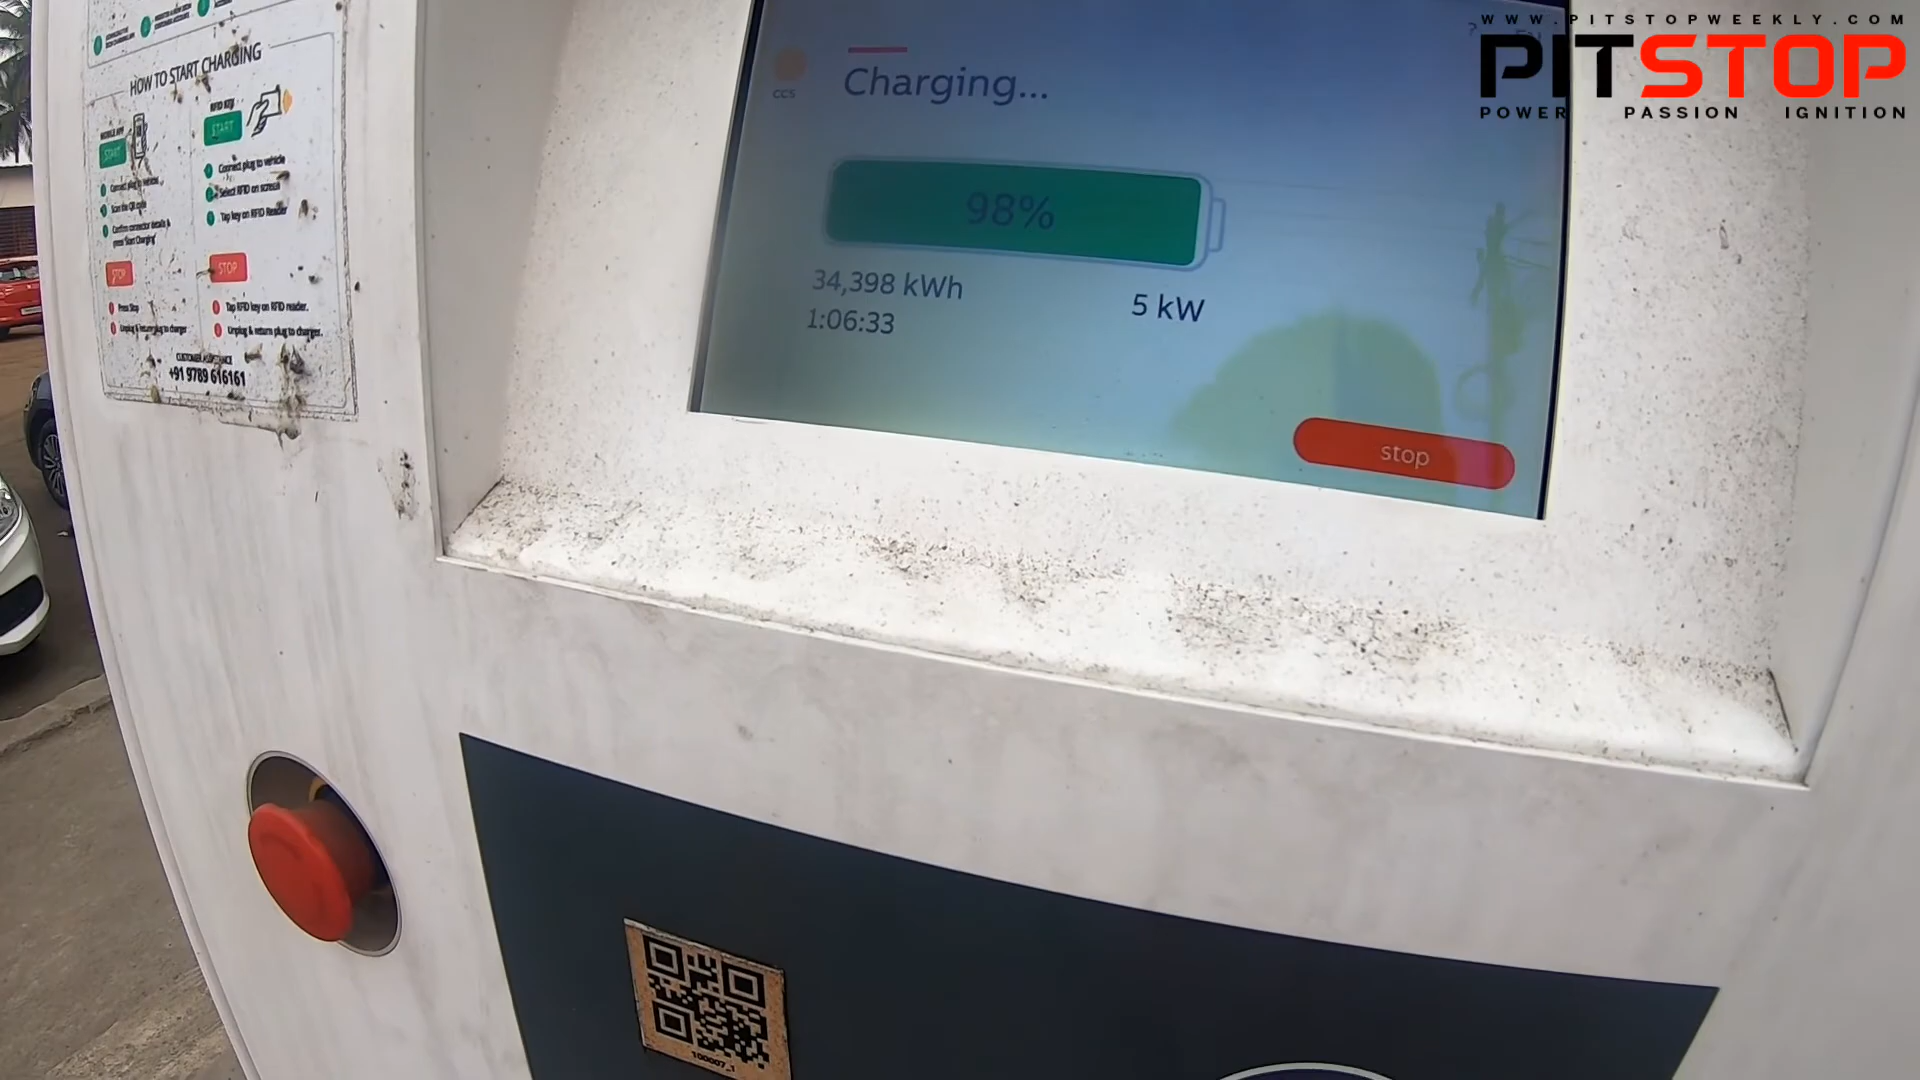 WWW.PITSTOPWEEKLY.COM
PITSTOP
POWER PASSION IGNITION
HOW TO START CHARGING
MOBILE APP
START
Connect plug to vehicle
Scan the QR code
Confirm connector details &
press 'Start Charging'
STOP
Press Stop
Unplug & return plug to charger
RFID KEY
START
Connect plug to vehicle
Select RFID on screen
Tap key on RFID Reader
STOP
Tap RFID key on RFID reader.
Unplug & return plug to charger.
CUSTOMER ASSISTANCE
+91 9789 616161
CCS
Charging...
98%
34,398 kWh
5 kW
1:06:33
stop
100007_1